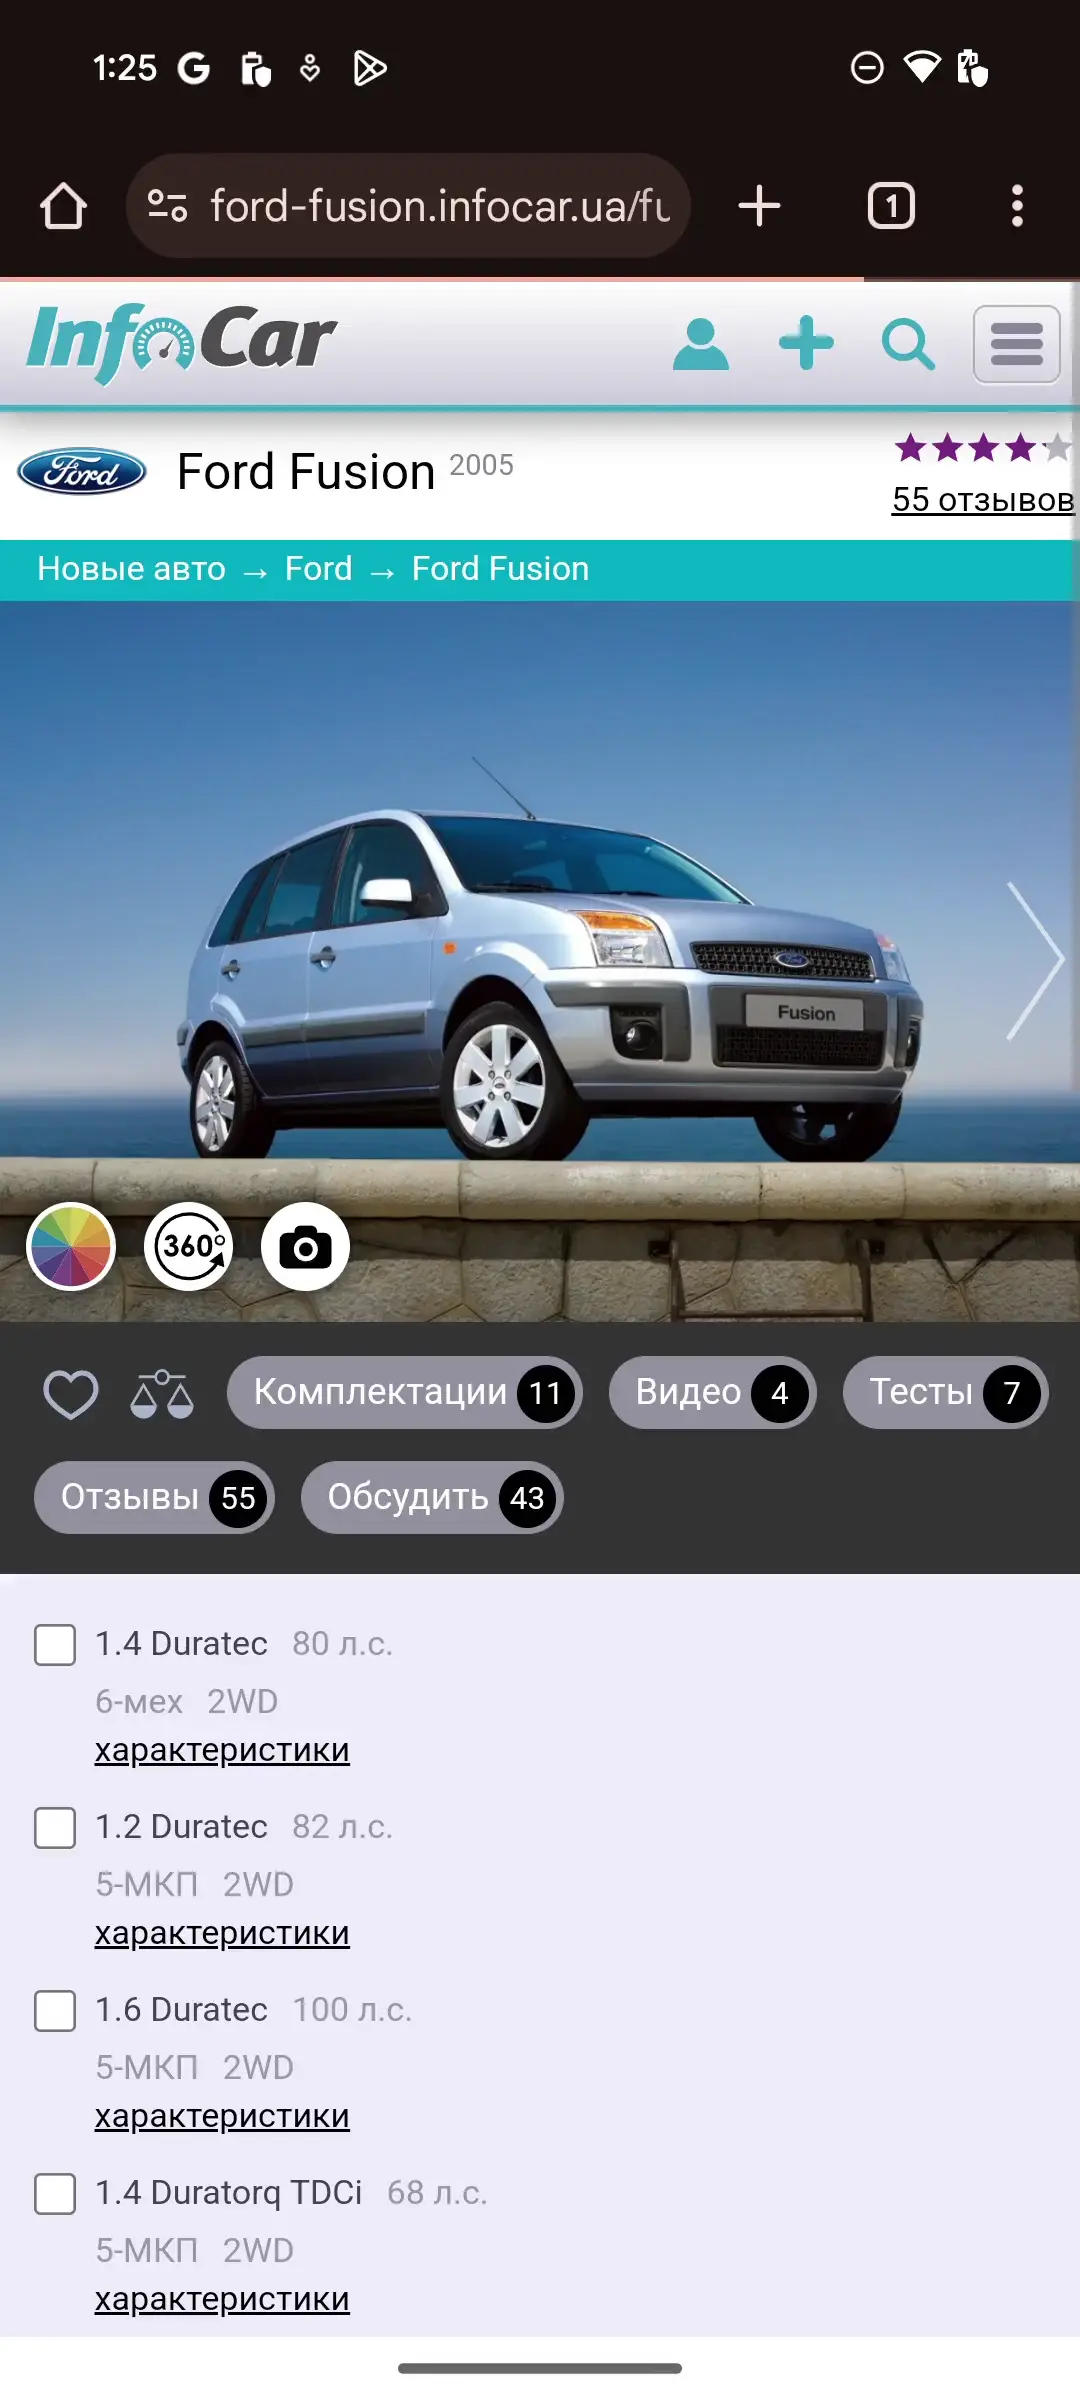 1:25
ford-fusion.infocar.ua/fu
1
InfoCar
Ford Ford Fusion 2005
55 отзывов
Новые авто → Ford → Ford Fusion
Ford
Fusion
360°
Комплектации 11 Видео 4 Тесты 7
Отзывы 55 Обсудить 43
1.4 Duratec 80 л.с.
6-мех 2WD
характеристики
1.2 Duratec 82 л.с.
5-МКП 2WD
характеристики
1.6 Duratec 100 л.с.
5-МКП 2WD
характеристики
1.4 Duratorq TDCi 68 л.с.
5-МКП 2WD
характеристики